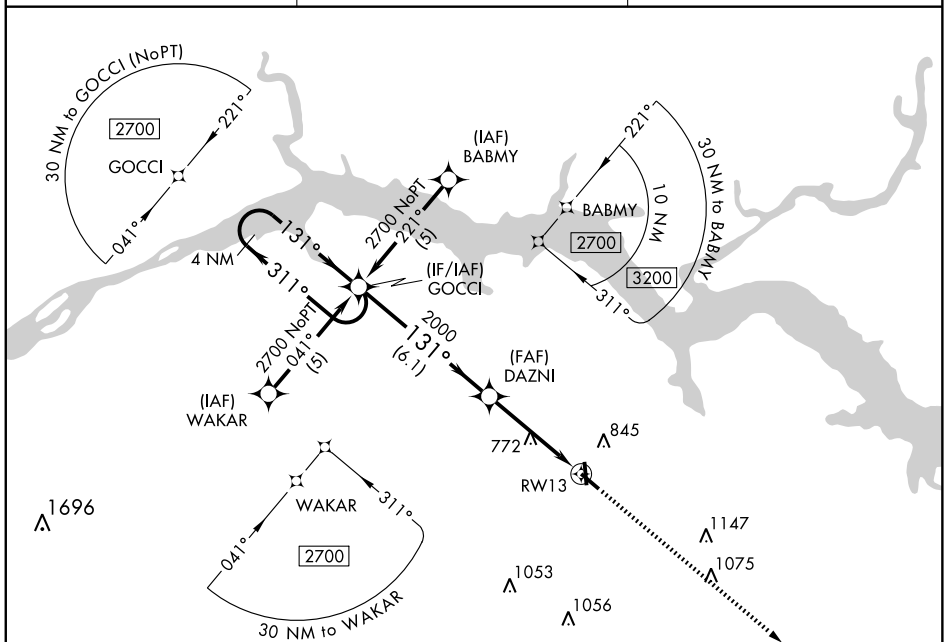 30 NM to GOCCI (NoPT)
2700
GOCCI
221°
041°
(IAF)
BABMY
2700 NoPT
221°
(5)
221°
30 NM to BABMY
10 NM
BABMY
2700
3200
311°
131°
4 NM
311°
(IF/IAF)
GOCCI
2700 NoPT
041°
(5)
2000
131°
(6.1)
(FAF)
DAZNI
(IAF)
WAKAR
772
845
RW13
WAKAR
311°
041°
2700
30 NM to WAKAR
1696
1147
1075
1053
1056